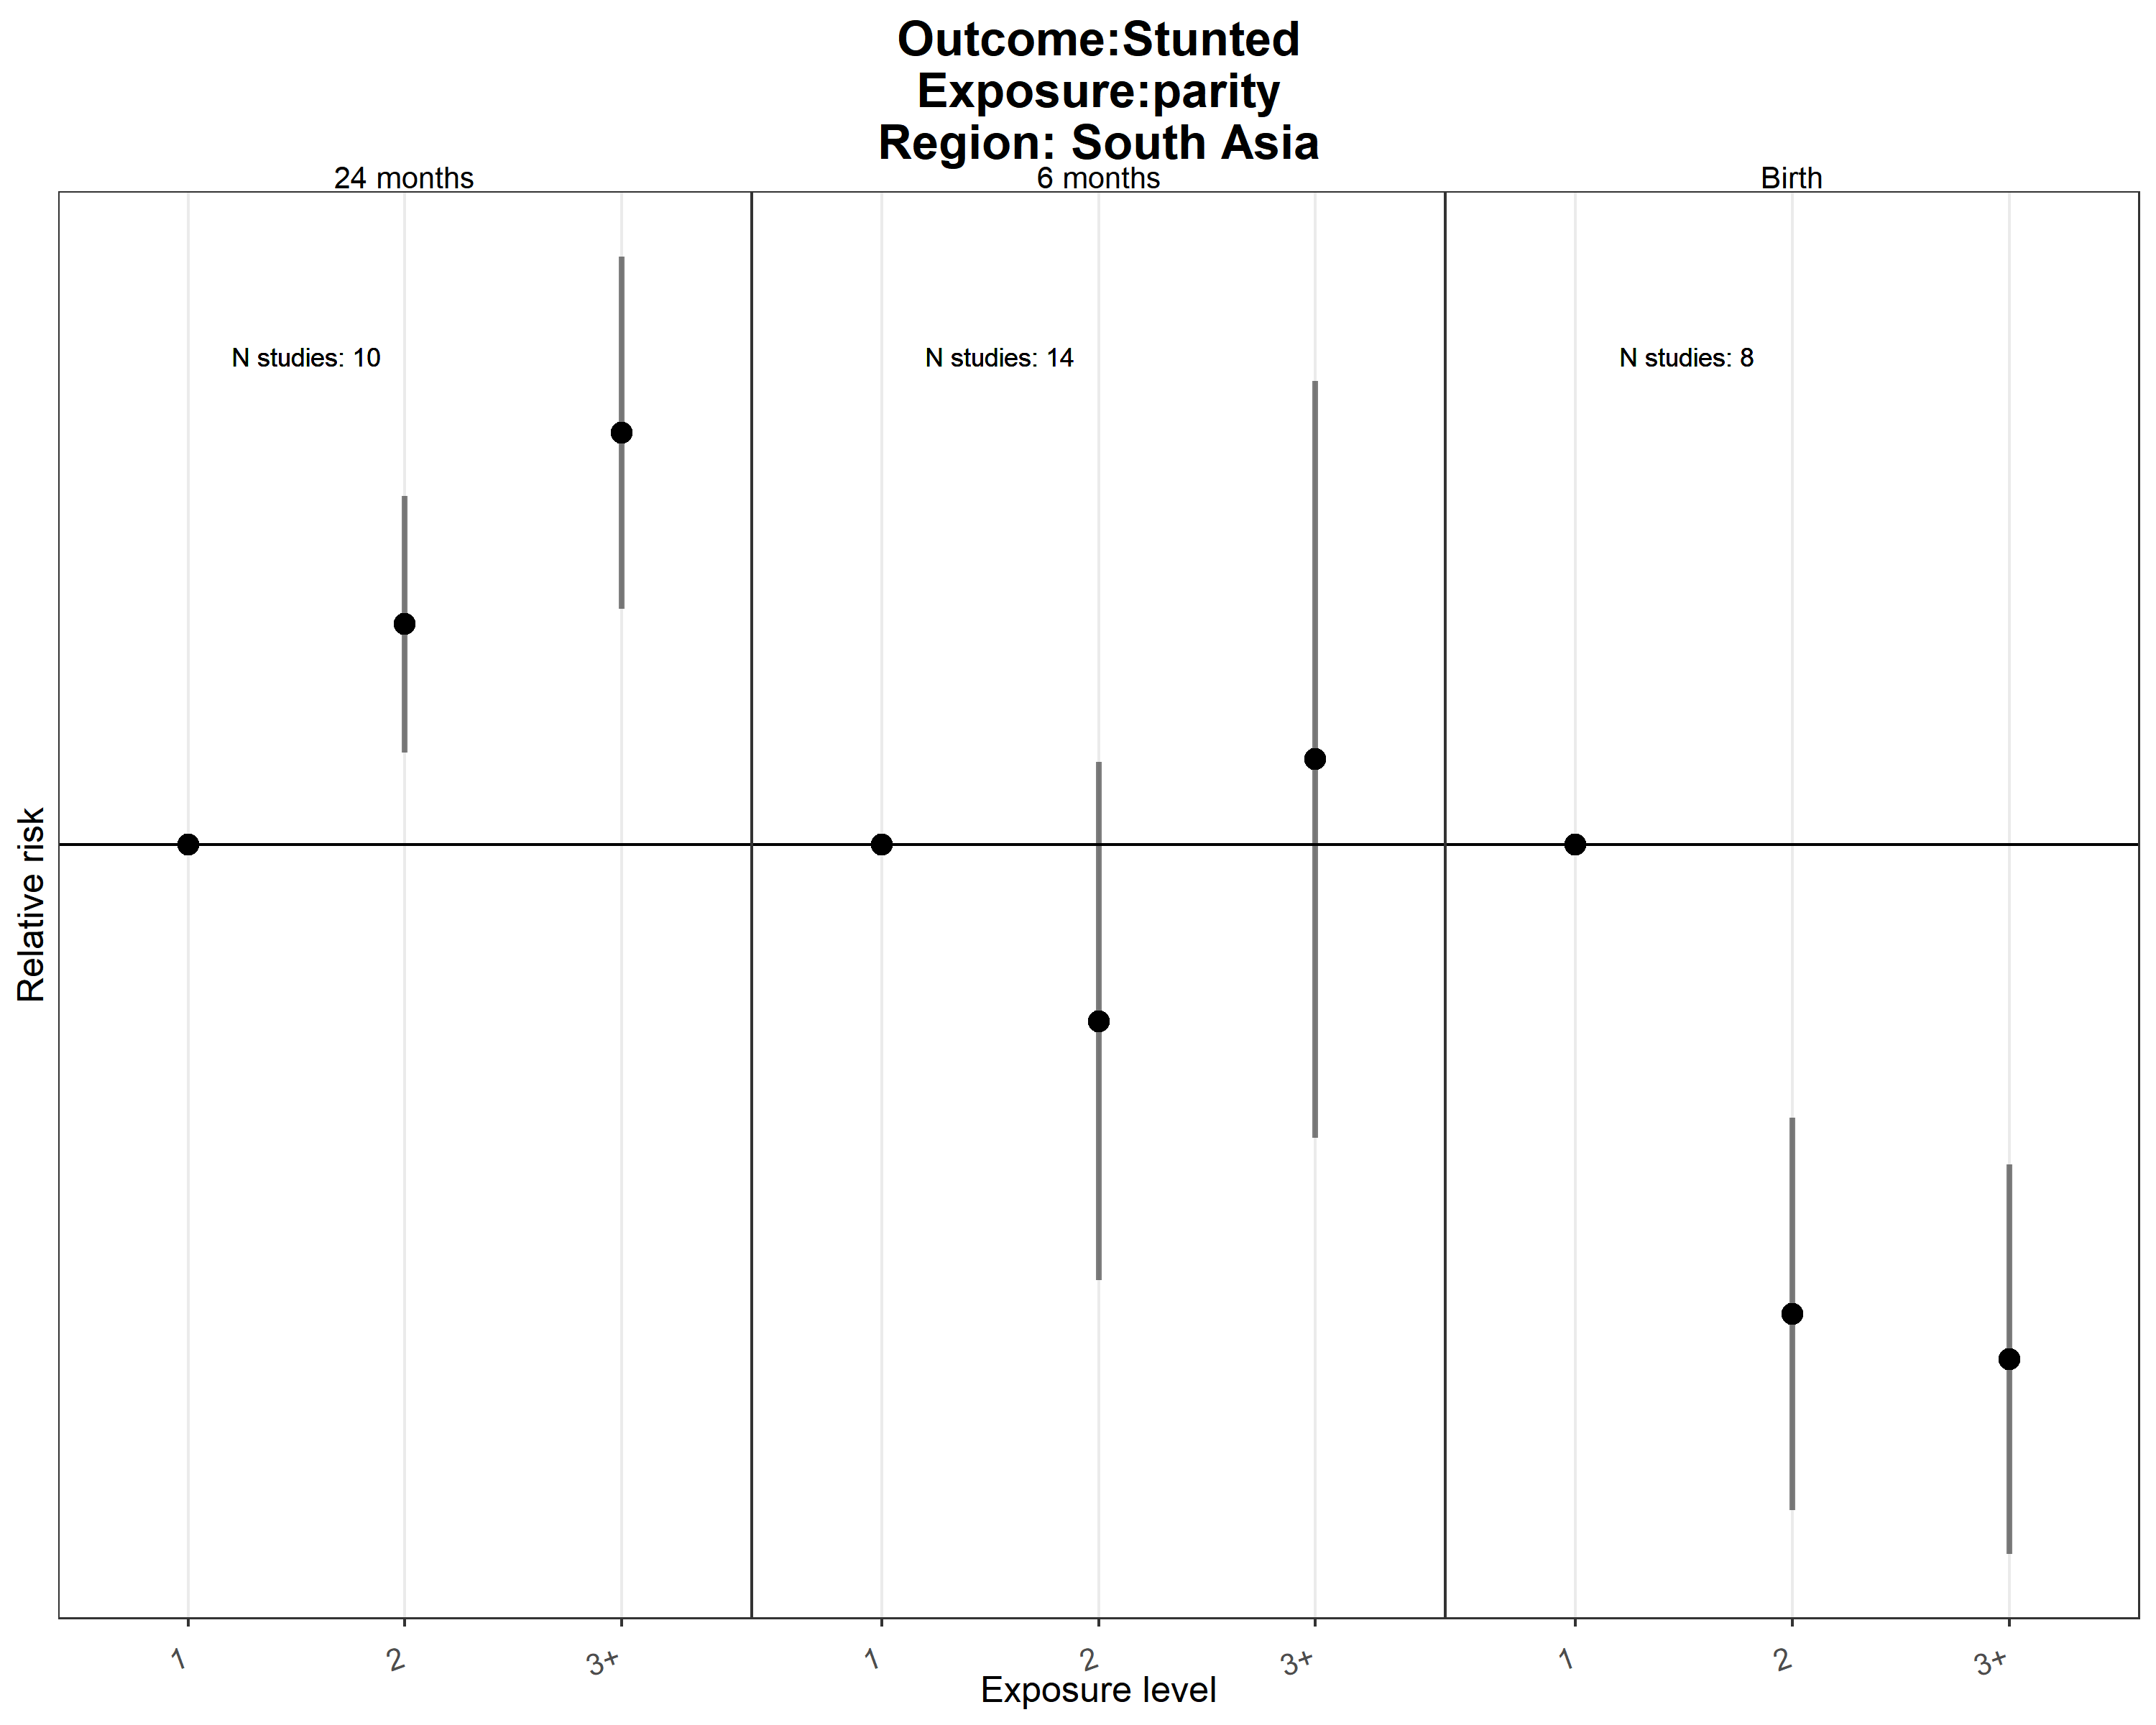 Outcome:Stunted
Exposure:parity
Region: South Asia
24 months
6 months
Birth
N studies: 10
N studies: 14
N studies: 8
Relative risk
1
2
3+
1
2
3+
1
2
3+
Exposure level